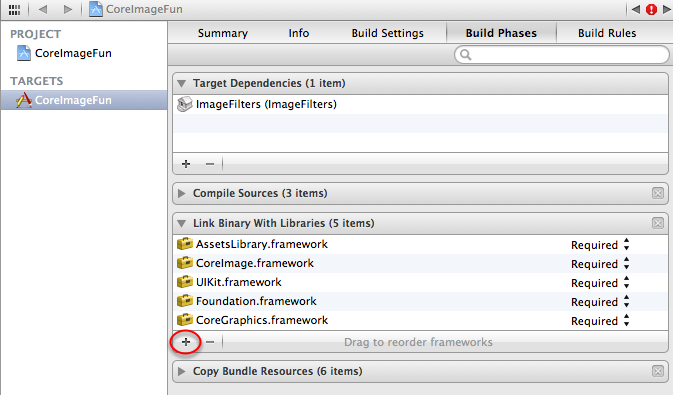 CoreImageFun
PROJECT
CoreImageFun
TARGETS
CoreImageFun
Summary Info Build Settings Build Phases Build Rules
Target Dependencies (1 item)
ImageFilters (ImageFilters)
Compile Sources (3 items)
Link Binary With Libraries (5 items)
AssetsLibrary.framework Required
CoreImage.framework Required
UIKit.framework Required
Foundation.framework Required
CoreGraphics.framework Required
Drag to reorder frameworks
Copy Bundle Resources (6 items)